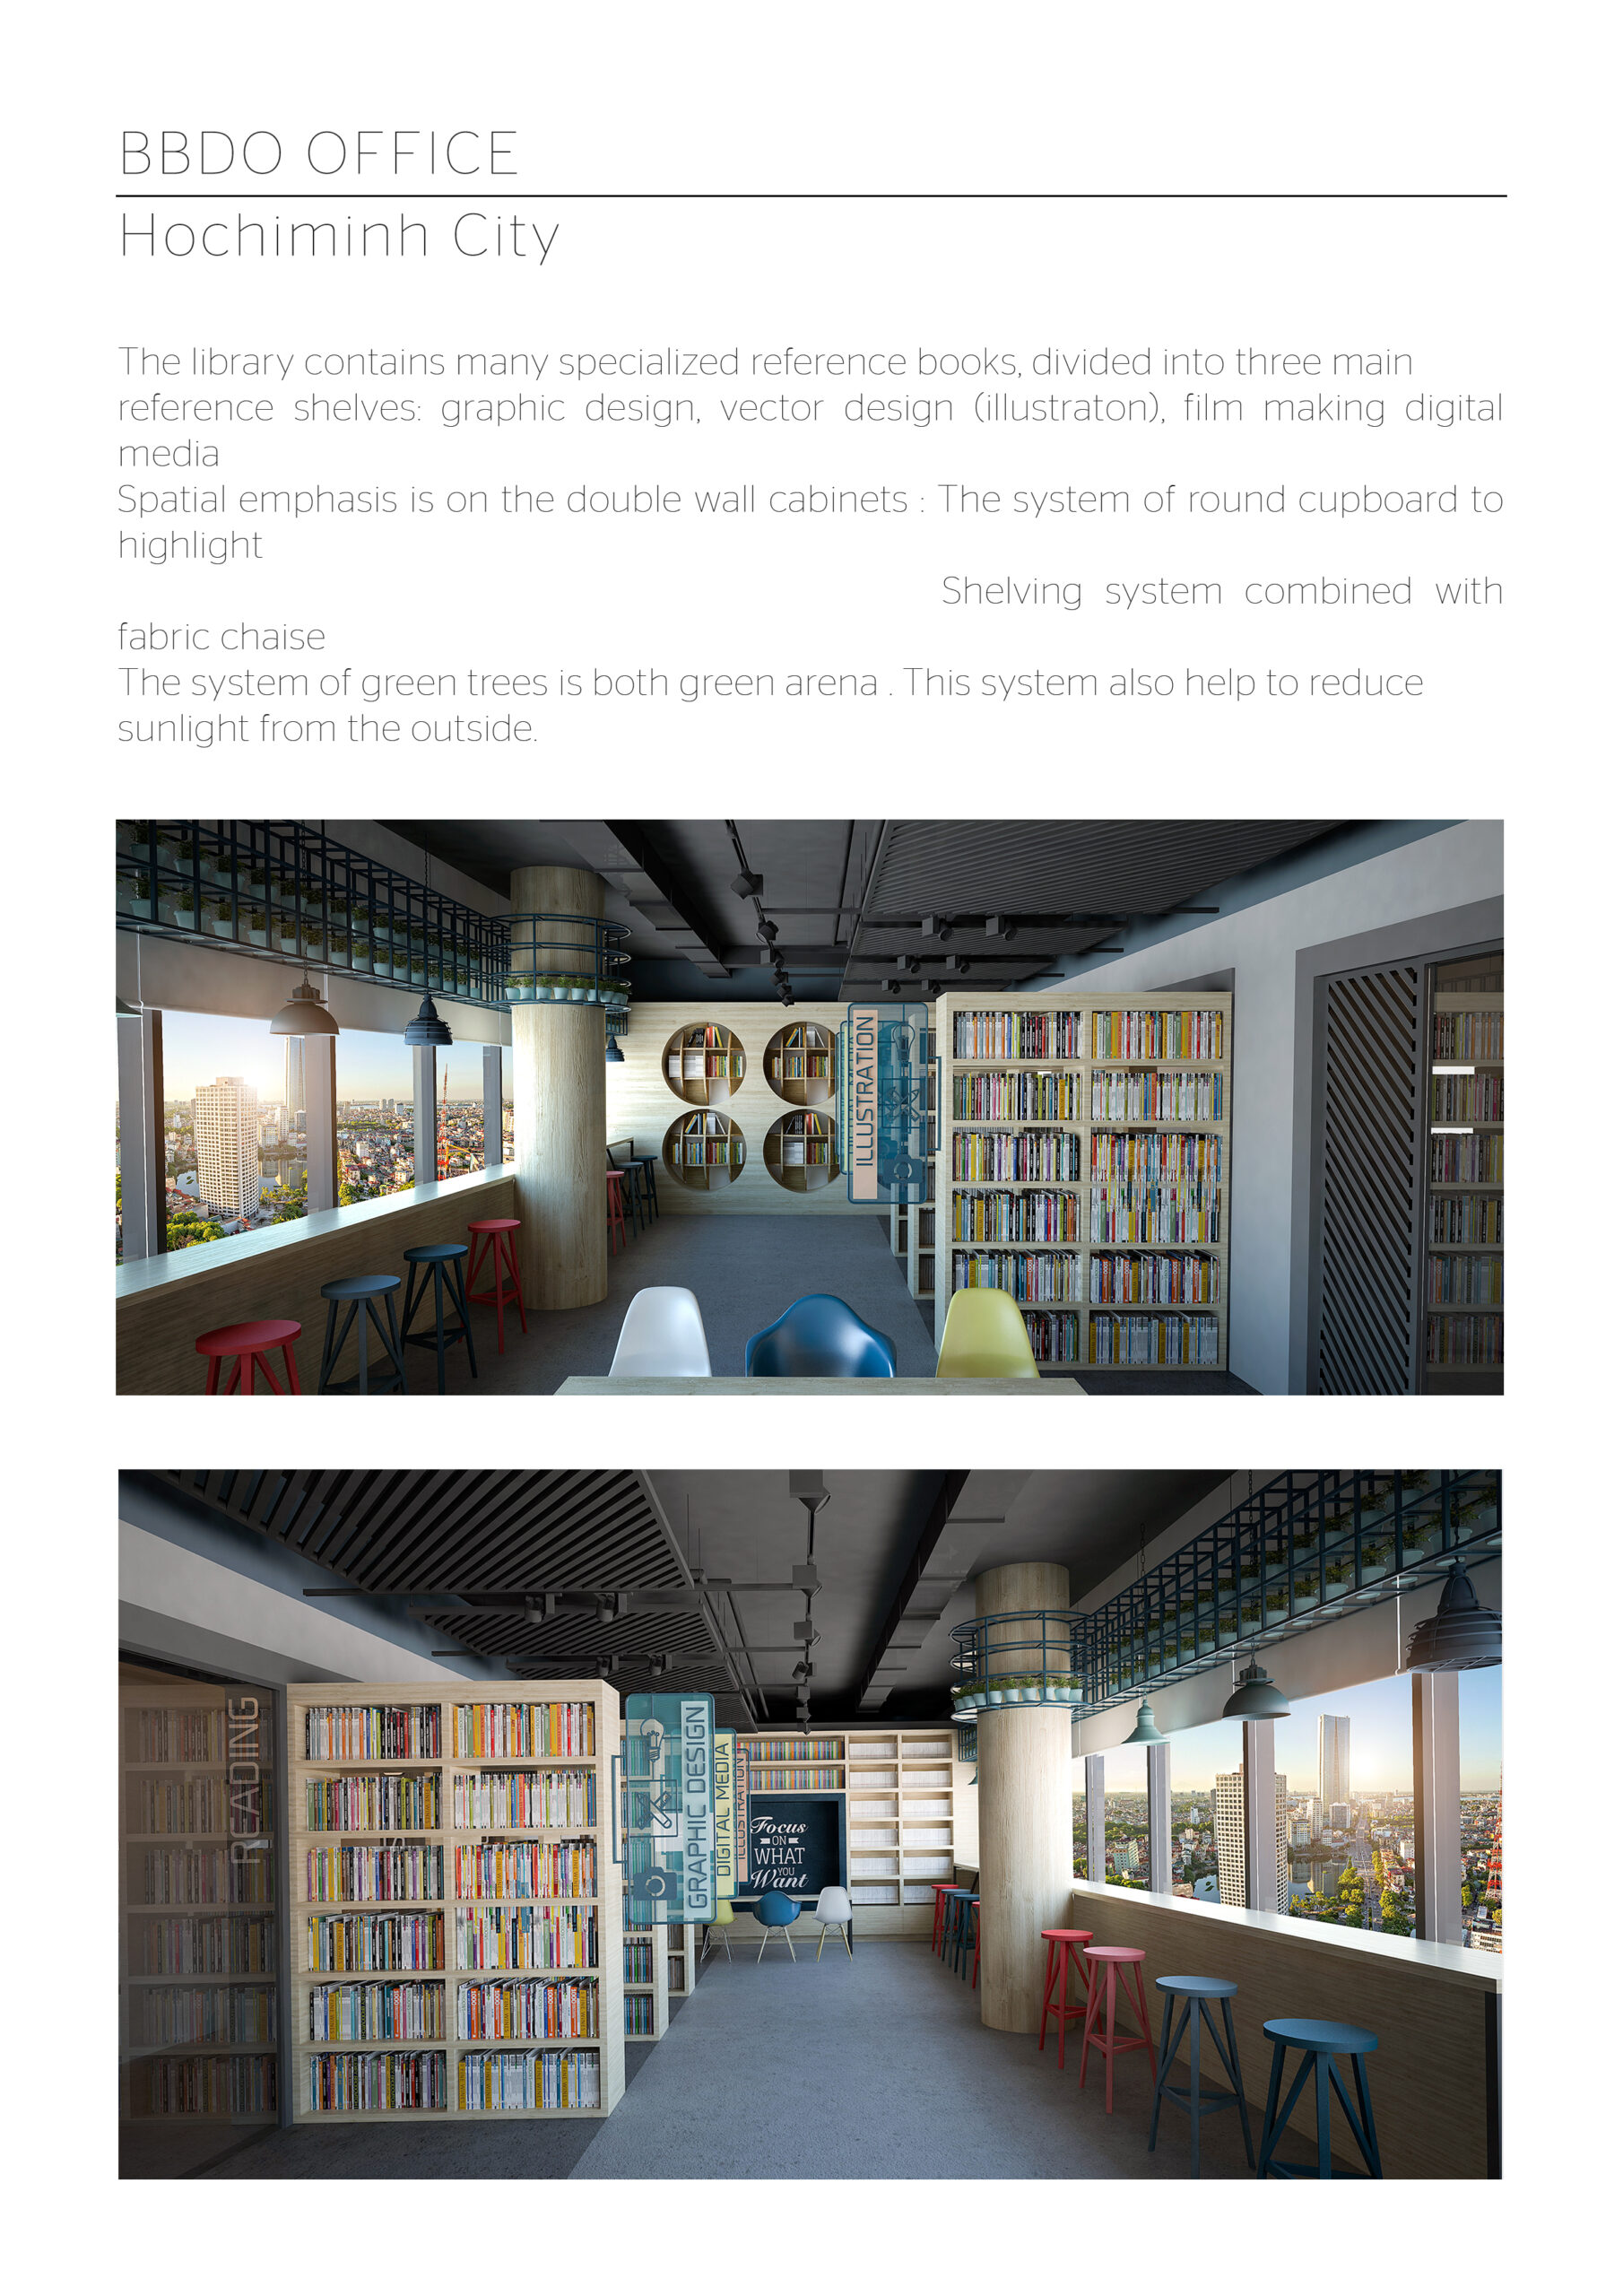 BBDO OFFICE
Hochiminh City
The library contains many specialized reference books, divided into three main
reference shelves: graphic design, vector design (illustraton), film making digital
media
Spatial emphasis is on the double wall cabinets : The system of round cupboard to
highlight
Shelving system combined with
fabric chaise
The system of green trees is both green arena . This system also help to reduce
sunlight from the outside.
ILLUSTRATION
READING
GRAPHIC DESIGN
DIGITAL MEDIA
ILLUSTRATION
Focus
ON
WHAT
YOU
Want